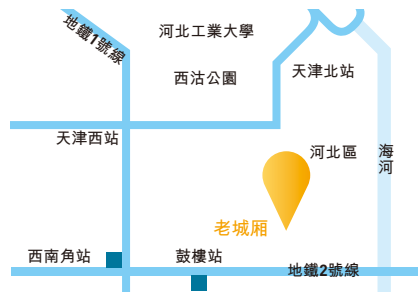 地鐵1號線
河北工業大學
西沽公園
天津北站
天津西站
河北區
海河
老城厢
西南角站
鼓樓站
地鐵2號線